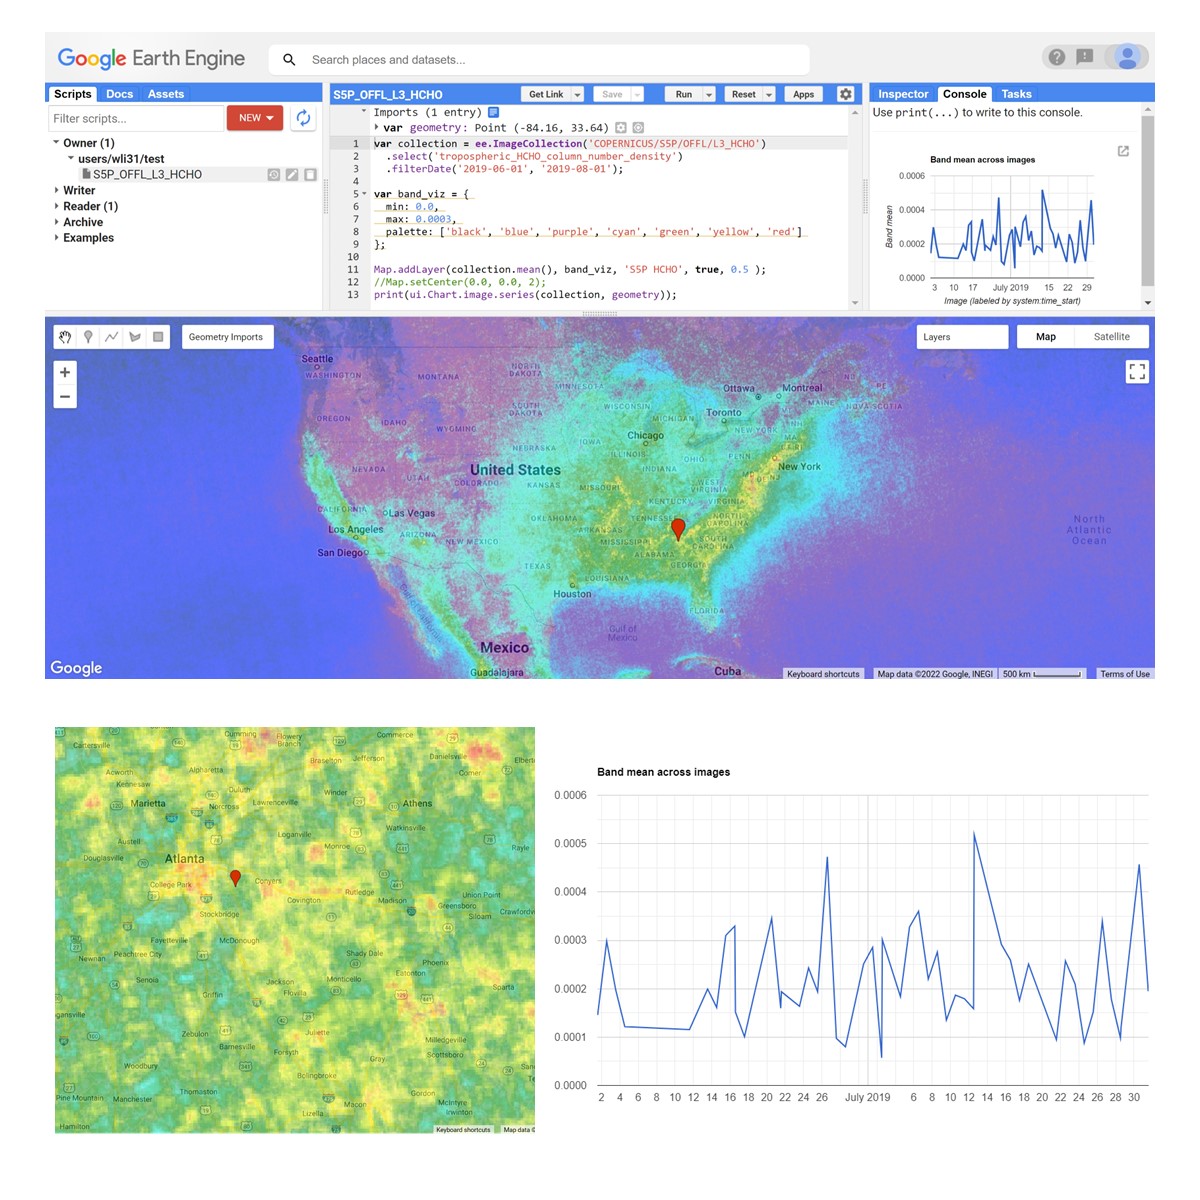 Google Earth Engine
Search places and datasets...
Scripts Docs Assets
Filter scripts...
NEW
Owner (1)
users/wli31/test
S5P_OFFL_L3_HCHO
Writer
Reader (1)
Archive
Examples
S5P_OFFL_L3_HCHO
Get Link Save Run Reset Apps
Imports (1 entry)
var geometry: Point (-84.16, 33.64)
1 var collection = ee.ImageCollection('COPERNICUS/S5P/OFFL/L3_HCHO')
2 .select('tropospheric_HCHO_column_number_density')
3 .filterDate('2019-06-01', '2019-08-01');
4
5 var band_viz = {
6 min: 0.0,
7 max: 0.0003,
8 palette: ['black', 'blue', 'purple', 'cyan', 'green', 'yellow', 'red']
9 };
10
11 Map.addLayer(collection.mean(), band_viz, 'S5P HCHO', true, 0.5 );
12 //Map.setCenter(0.0, 0.0, 2);
13 print(ui.Chart.image.series(collection, geometry));
Inspector Console Tasks
Use print(...) to write to this console.
Band mean across images
0.0006
0.0004
0.0002
0.0000
Band mean
3 10 17 July 2019 15 22 29
Image (labeled by system:time_start)
Geometry Imports
Layers
Map Satellite
+
−
Seattle
WASHINGTON
MONTANA
NORTH DAKOTA
MINNESOTA
Ottawa
Montreal
NB
PE
MAINE
NOVA SCOTIA
OREGON
IDAHO
WYOMING
SOUTH DAKOTA
WISCONSIN
MICHIGAN
Toronto
NEW YORK
VT
NH
MA
Chicago
IOWA
NEBRASKA
ILLINOIS
INDIANA
OHIO
PENN
New York
NEVADA
UTAH
COLORADO
United States
KANSAS
MISSOURI
WEST VIRGINIA
MD
NJ
KENTUCKY
VIRGINIA
CALIFORNIA
Las Vegas
Los Angeles
ARIZONA
NEW MEXICO
OKLAHOMA
ARKANSAS
TENNESSEE
NORTH CAROLINA
San Diego
MISSISSIPPI
ALABAMA
SOUTH CAROLINA
GEORGIA
TEXAS
LOUISIANA
Houston
FLORIDA
Gulf of California
Gulf of Mexico
North Atlantic Ocean
Mexico
Guadalajara
Cuba
Google
Keyboard shortcuts
Map data ©2022 Google, INEGI
500 km
Terms of Use
Cumming
Flowery Branch
Commerce
Cartersville
Braselton
Jefferson
Danielsville
Acworth
Alpharetta
Comer
Elbert
Kennesaw
Duluth
Winder
Marietta
Norcross
Lawrenceville
Athens
Watkinsville
Austell
Loganville
Monroe
Rayle
Douglasville
Atlanta
College Park
Conyers
Rutledge
Union Point
Covington
Madison
Greensboro
Siloam
Crawfordv
Stockbridge
Fayetteville
McDonough
Newnan
Peachtree City
Shady Dale
Phoenix
Senoia
Jackson
Monticello
Eatonton
Sparta
Griffin
Flovilla
gansville
Zebulon
Juliette
Milledgeville
Barnesville
Forsyth
Gray
Scottsboro
Woodbury
Bolingbroke
Thomaston
Gordon
Pine Mountain
Manchester
Lizella
Macon
McIntyre
Irwinton
Hamilton
Keyboard shortcuts
Map data ©
Band mean across images
0.0006
0.0005
0.0004
0.0003
0.0002
0.0001
0.0000
2 4 6 8 10 12 14 16 18 20 22 24 26 July 2019 6 8 10 12 14 16 18 20 22 24 26 28 30